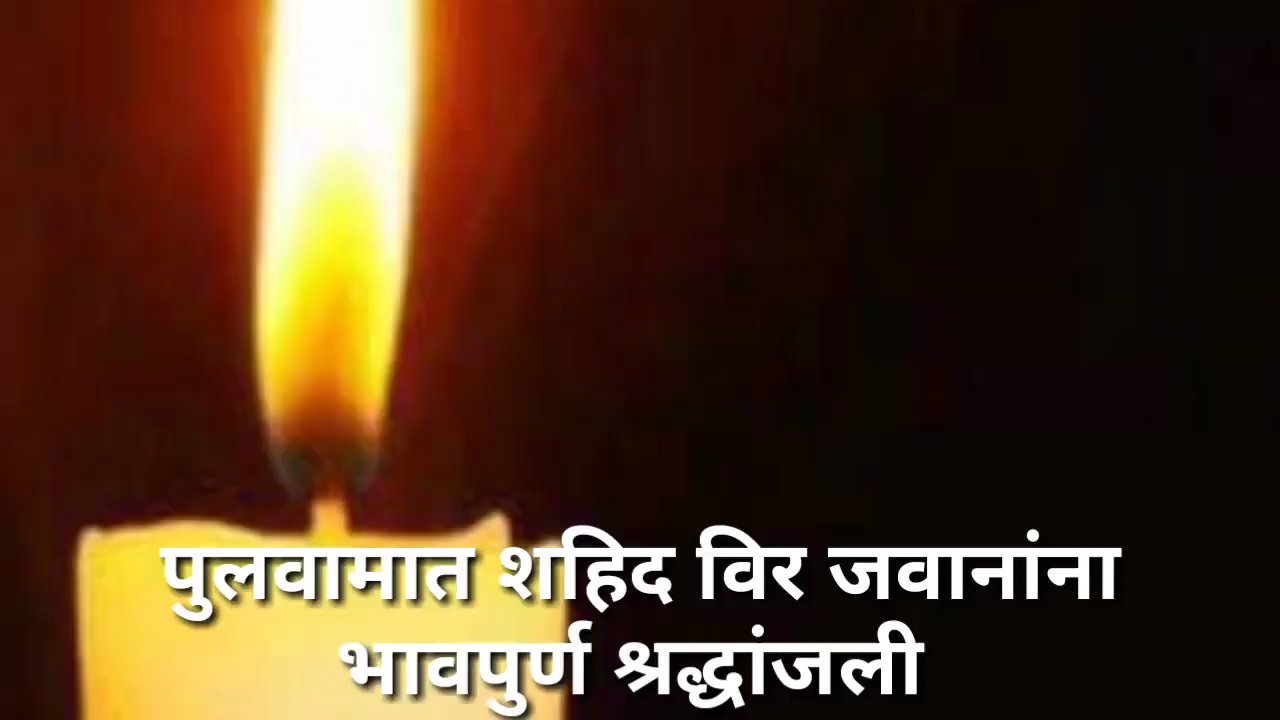 पुलवामात शहिद विर जवानांना
भावपुर्ण श्रद्धांजली